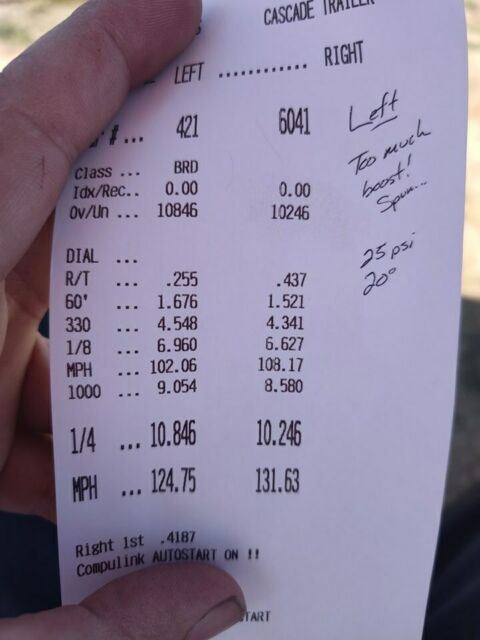 CASCADE TRAILER
LEFT ............ RIGHT
# ... 421 6041
Class ... BRD
Idx/Rec.. 0.00 0.00
Ov/Un ... 10846 10246
DIAL ...
R/T ... .255 .437
60' ... 1.676 1.521
330 ... 4.548 4.341
1/8 ... 6.960 6.627
MPH ... 102.06 108.17
1000 ... 9.054 8.580
1/4 ... 10.846 10.246
MPH ... 124.75 131.63
Right 1st .4187
Compulink AUTOSTART ON !!
START
Left
Too much
boost!
Spun...
25 psi
20°